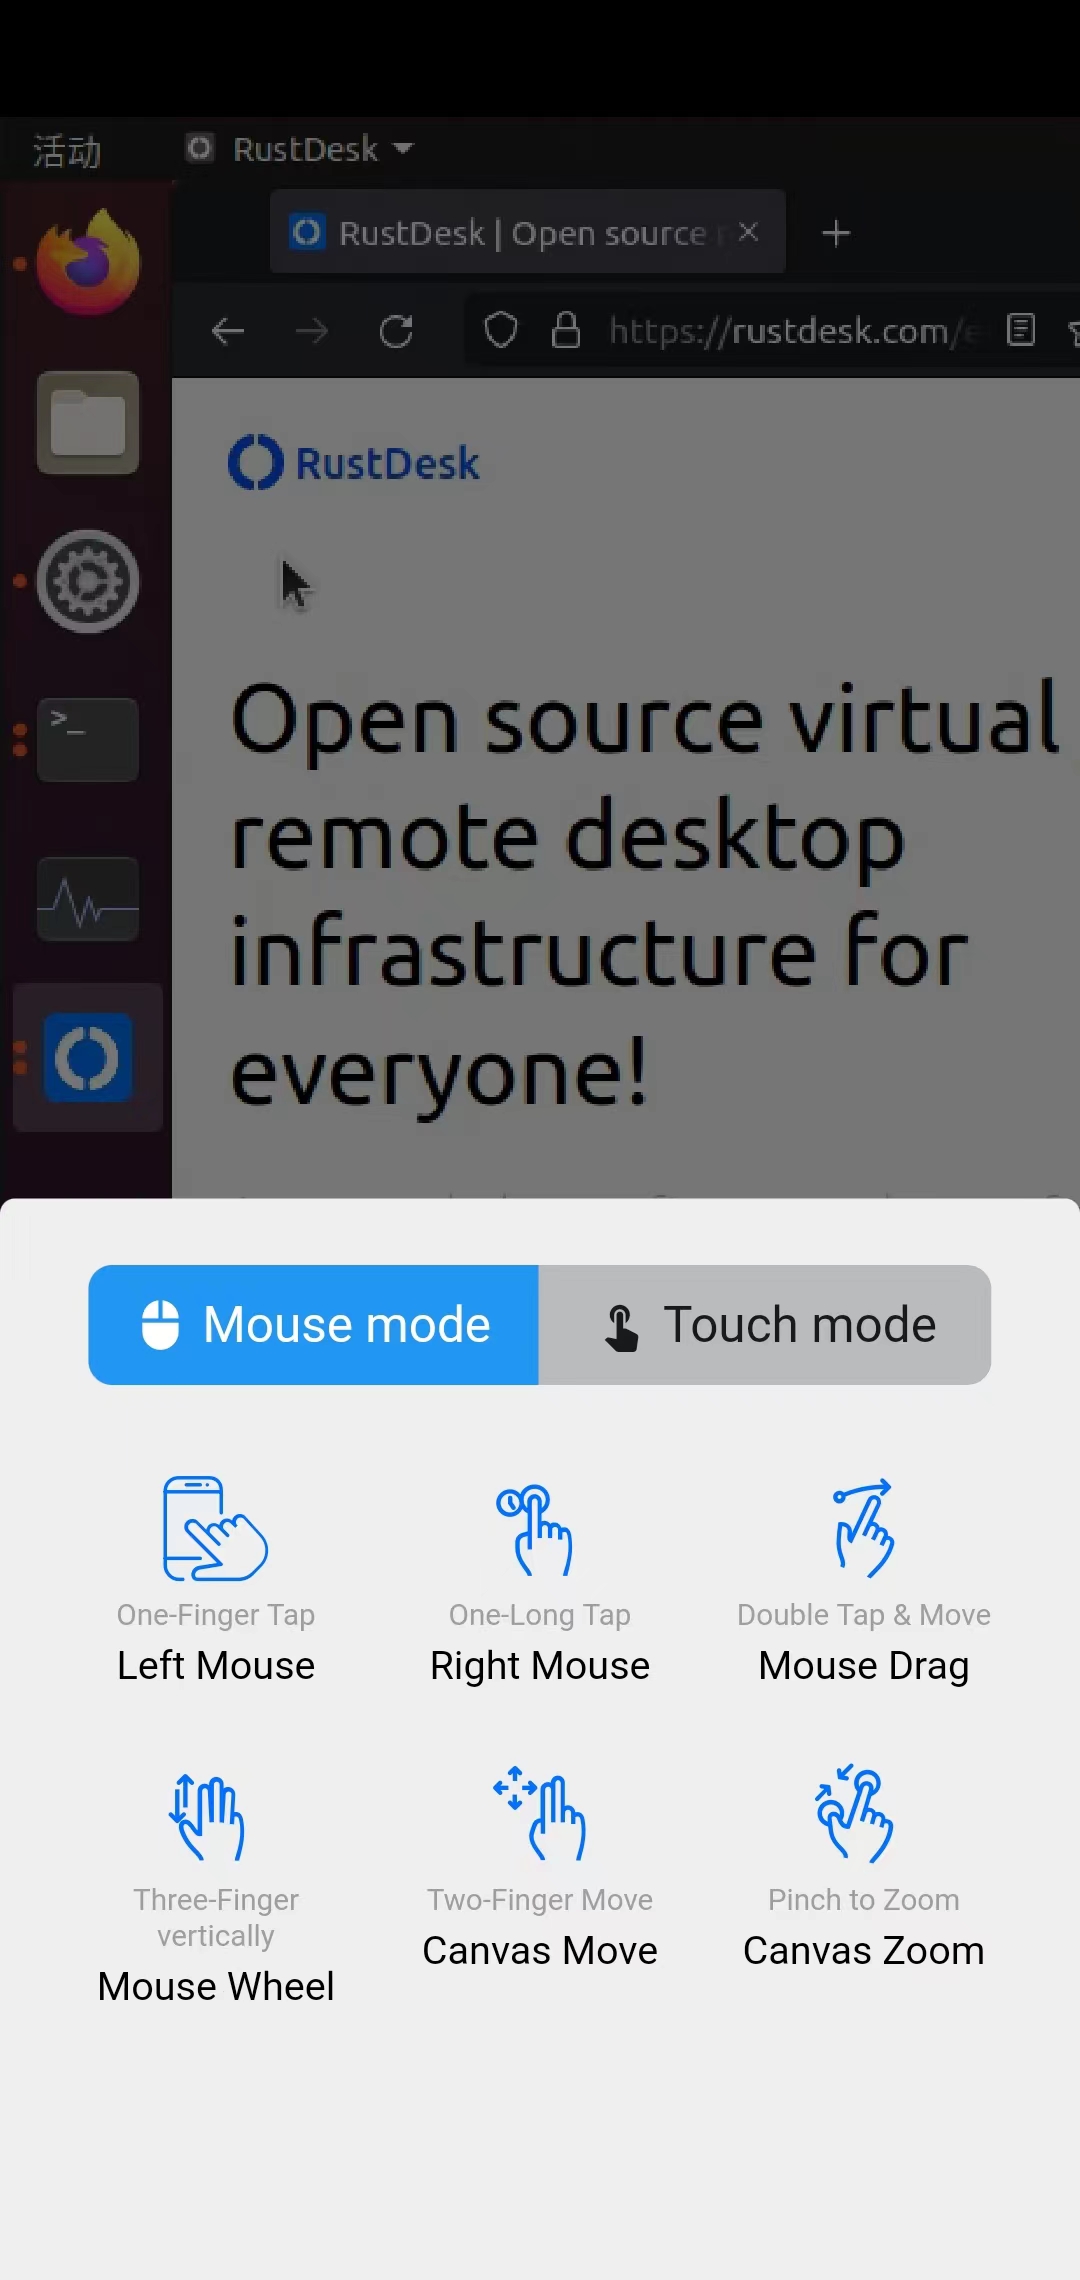 活动
RustDesk
RustDesk | Open source
https://rustdesk.com/
RustDesk
Open source virtual
remote desktop
infrastructure for
everyone!
Mouse mode
Touch mode
One-Finger Tap
Left Mouse
One-Long Tap
Right Mouse
Double Tap & Move
Mouse Drag
Three-Finger
vertically
Mouse Wheel
Two-Finger Move
Canvas Move
Pinch to Zoom
Canvas Zoom